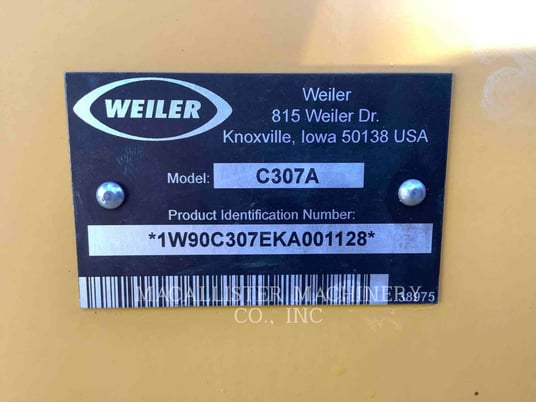 WEILER
Weiler
815 Weiler Dr.
Knoxville, Iowa 50138 USA
Model: C307A
Product Identification Number:
*1W90C307EKA001128*
MACALLISTER MACHINERY
CO., INC
38975